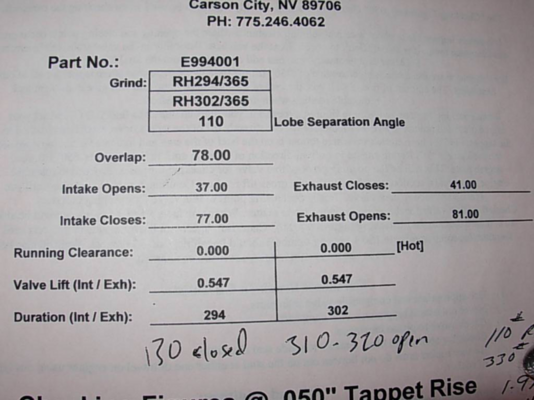 Carson City, NV 89706
PH: 775.246.4062
Part No.: E994001
Grind: RH294/365
RH302/365
110 Lobe Separation Angle
Overlap: 78.00
Intake Opens: 37.00 Exhaust Closes: 41.00
Intake Closes: 77.00 Exhaust Opens: 81.00
Running Clearance: 0.000 0.000 [Hot]
Valve Lift (Int / Exh): 0.547 0.547
Duration (Int / Exh): 294 302
130 closed 310-320 open
110
330
Figures @ .050" Tappet Rise